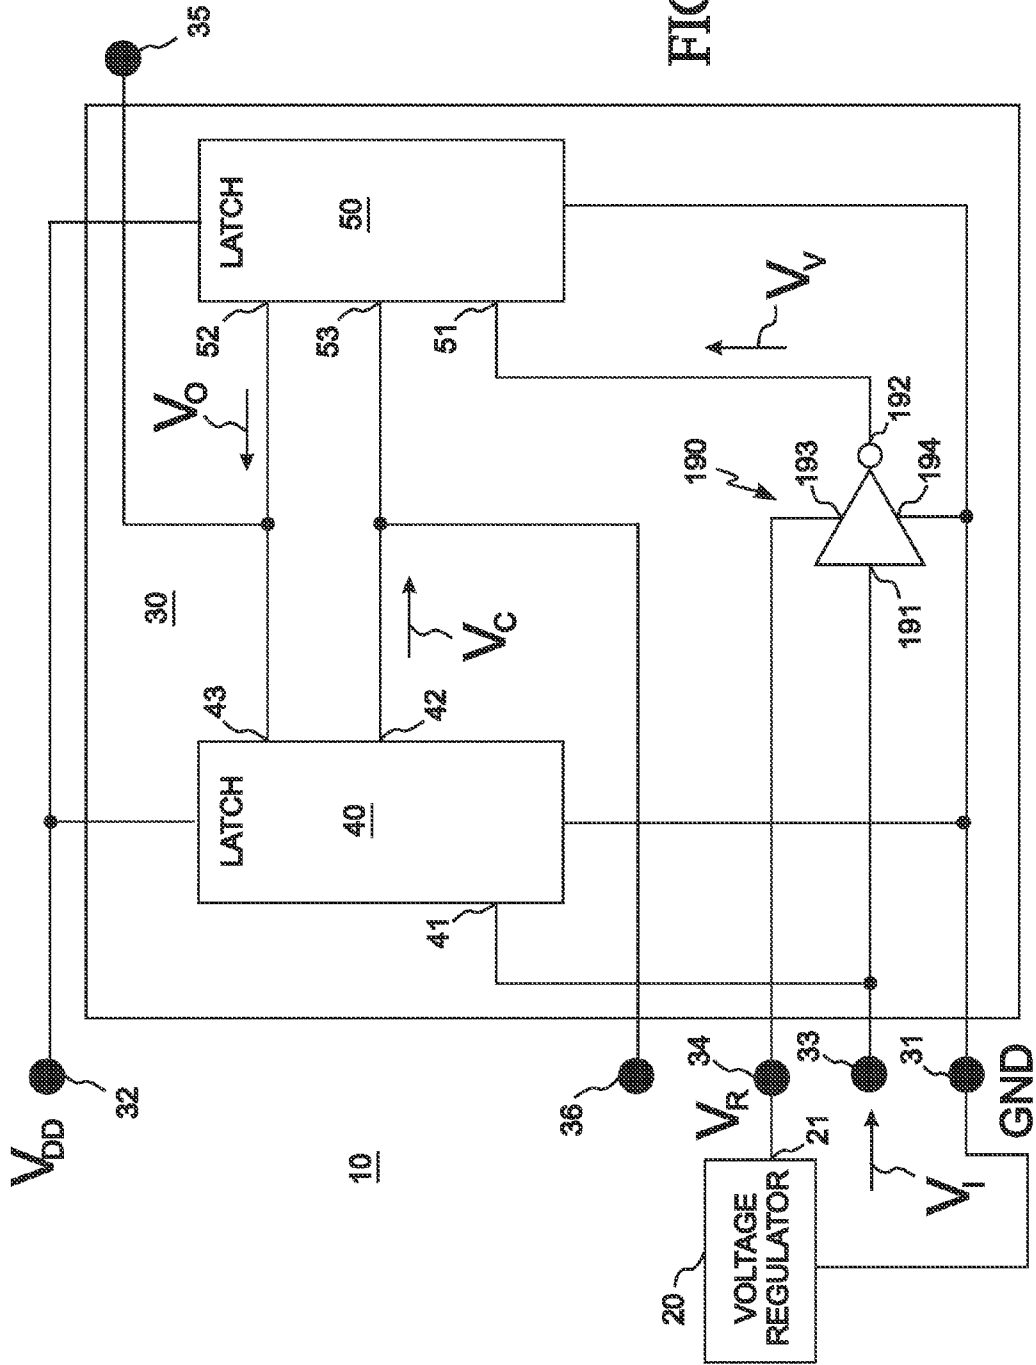 V_DD
32
30
V_O
35
43
52
LATCH
LATCH
53
10
40
50
41
42
51
V_C
36
20
190
FIG
34
V_R
VOLTAGE
REGULATOR
V_V
33
193
21
192
31
191
194
V_I
GND